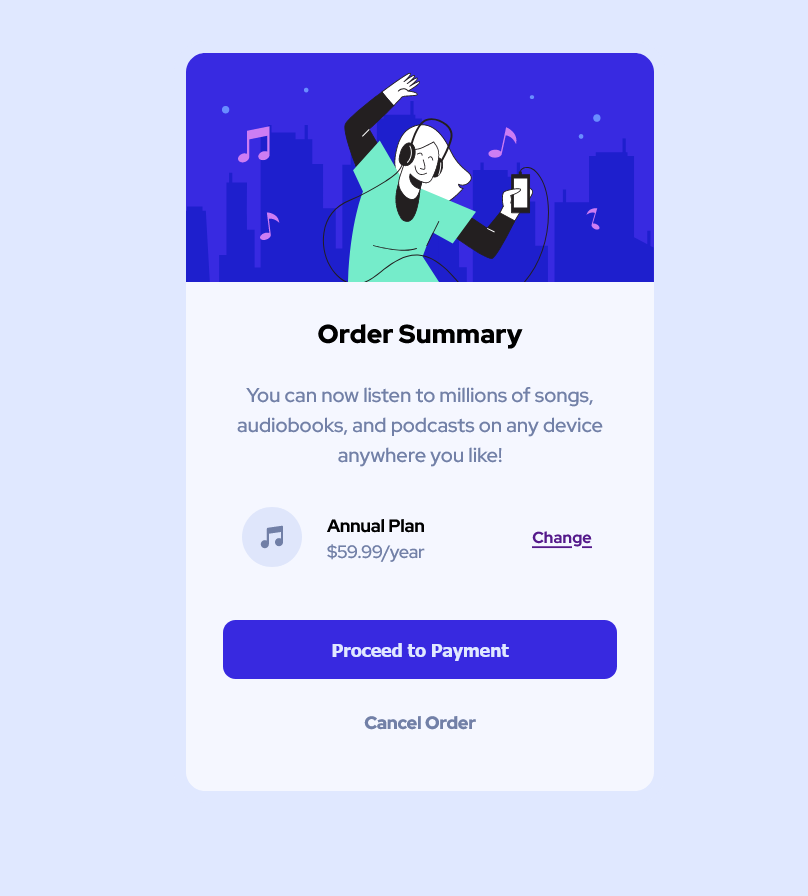 Order Summary
You can now listen to millions of songs,
audiobooks, and podcasts on any device
anywhere you like!
Annual Plan
$59.99/year
Change
Proceed to Payment
Cancel Order